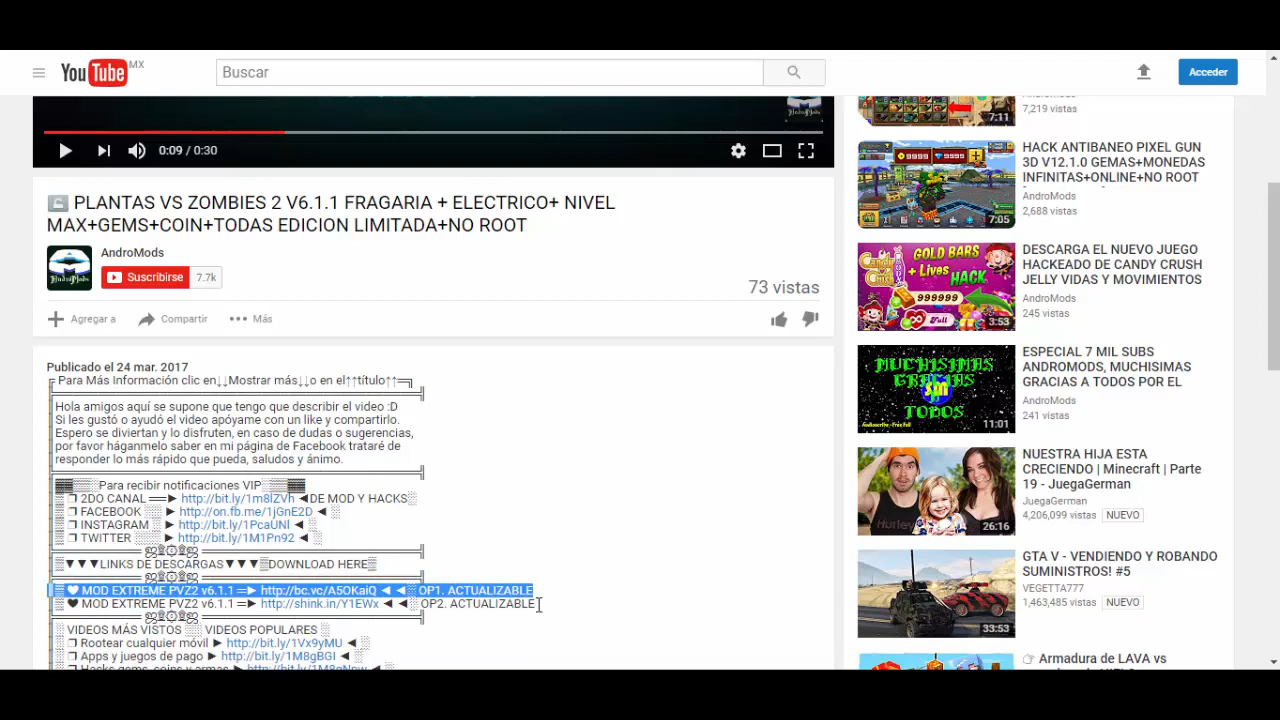 YouTube MX
Buscar
Acceder
0:09 / 0:30
PLANTAS VS ZOMBIES 2 V6.1.1 FRAGARIA + ELECTRICO+ NIVEL
MAX+GEMS+COIN+TODAS EDICION LIMITADA+NO ROOT
AndroMods
Suscribirse 7.7k
73 vistas
Agregar a Compartir Más
Publicado el 24 mar. 2017
Para Más Información clic en↓↓Mostrar más↓↓o en el↑↑título↑↑
Hola amigos aquí se supone que tengo que describir el video :D
Si les gustó o ayudó el video apóyame con un like y compartirlo.
Espero se diviertan y lo disfruten, en caso de dudas o sugerencias,
por favor háganmelo saber en mi página de Facebook trataré de
responder lo más rápido que pueda, saludos y ánimo.
Para recibir notificaciones VIP
❒ 2DO CANAL ══► http://bit.ly/1m8lZVh ◄DE MOD Y HACKS
❒ FACEBOOK ► http://on.fb.me/1jGnE2D ◄
❒ INSTAGRAM ► http://bit.ly/1PcaUNl ◄
❒ TWITTER ► http://bit.ly/1M1Pn92 ◄
▼▼▼LINKS DE DESCARGAS▼▼▼DOWNLOAD HERE
♥ MOD EXTREME PVZ2 v6.1.1 ═► http://bc.vc/A5OKaiQ ◄ ◄ OP1. ACTUALIZABLE
♥ MOD EXTREME PVZ2 v6.1.1 ═► http://shink.in/Y1EWx ◄ ◄ OP2. ACTUALIZABLE
VIDEOS MÁS VISTOS VIDEOS POPULARES
❒ Rootear cualquier móvil ► http://bit.ly/1Vx9yMU ◄
❒ Apps y juegos de pago ► http://bit.ly/1M8gBGI ◄
7,219 vistas
7:11
HACK ANTIBANEO PIXEL GUN
3D V12.1.0 GEMAS+MONEDAS
INFINITAS+ONLINE+NO ROOT
AndroMods
2,688 vistas
7:05
GOLD BARS
+ Lives HACK
999999
Full
3:53
DESCARGA EL NUEVO JUEGO
HACKEADO DE CANDY CRUSH
JELLY VIDAS Y MOVIMIENTOS
AndroMods
245 vistas
MUCHISIMAS
GRACIAS
A
TODOS
11:01
ESPECIAL 7 MIL SUBS
ANDROMODS, MUCHISIMAS
GRACIAS A TODOS POR EL
AndroMods
241 vistas
Hurley
26:16
NUESTRA HIJA ESTA
CRECIENDO | Minecraft | Parte
19 - JuegaGerman
JuegaGerman
4,206,099 vistas NUEVO
33:53
GTA V - VENDIENDO Y ROBANDO
SUMINISTROS! #5
VEGETTA777
1,463,485 vistas NUEVO
Armadura de LAVA vs